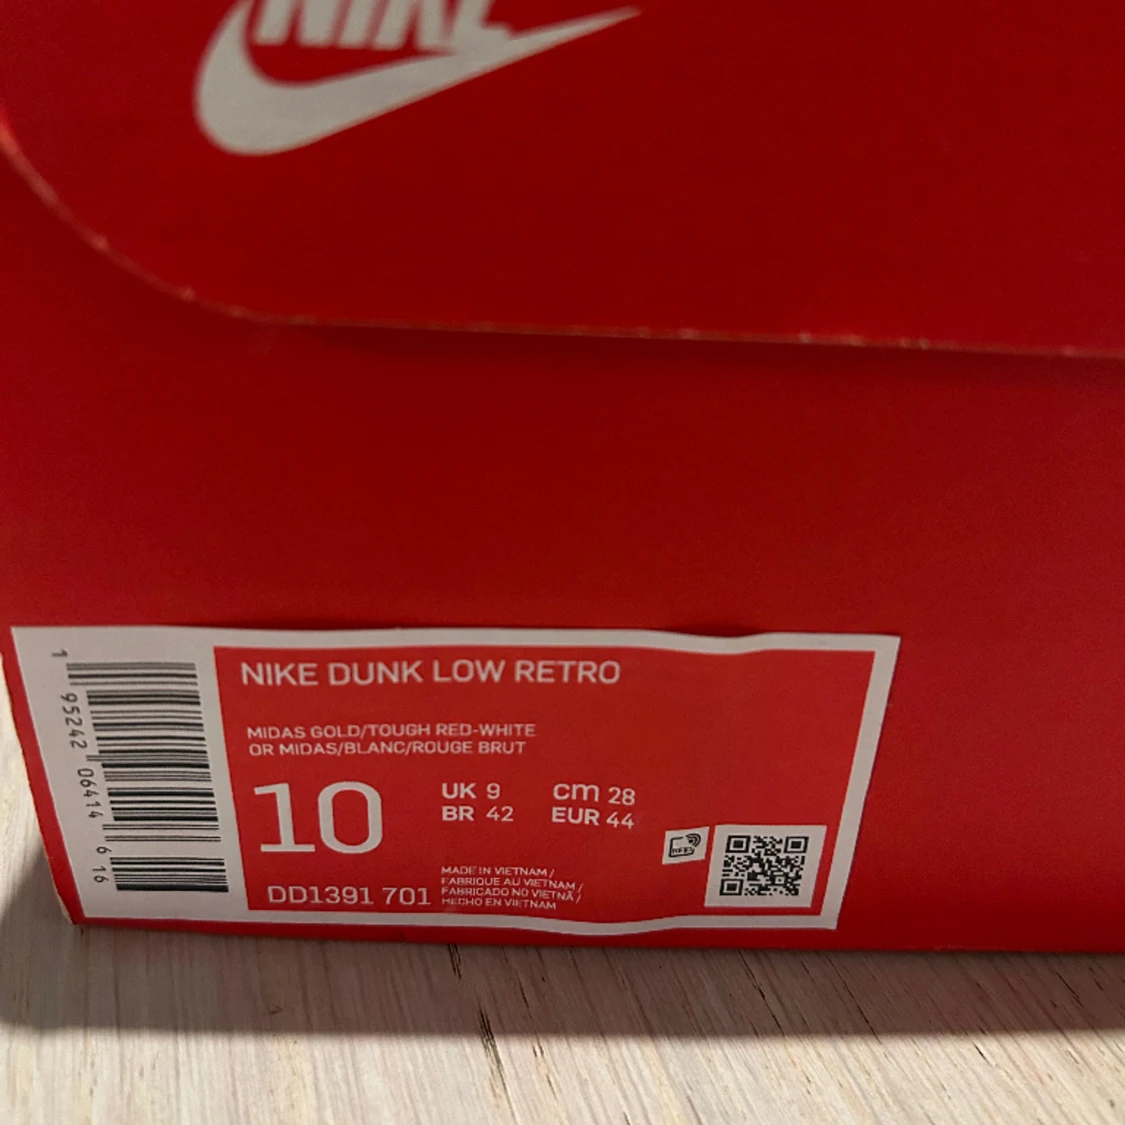 NIKE
NIKE DUNK LOW RETRO
MIDAS GOLD/TOUGH RED-WHITE
OR MIDAS/BLANC/ROUGE BRUT
10
UK 9 cm 28
BR 42 EUR 44
DD1391 701
MADE IN VIETNAM /
FABRIQUE AU VIETNAM /
FABRICADO NO VIETNÃ /
HECHO EN VIETNAM
1 95242 06414 6 16